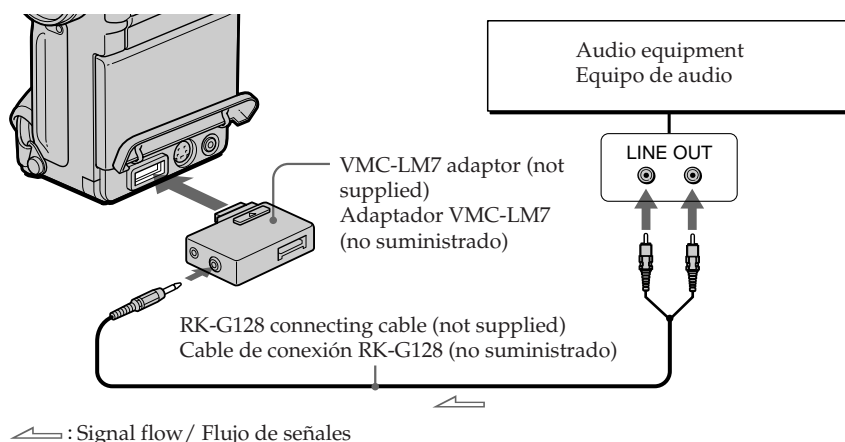 Audio equipment
Equipo de audio
LINE OUT
VMC-LM7 adaptor (not
supplied)
Adaptador VMC-LM7
(no suministrado)
RK-G128 connecting cable (not supplied)
Cable de conexión RK-G128 (no suministrado)
: Signal flow/ Flujo de señales